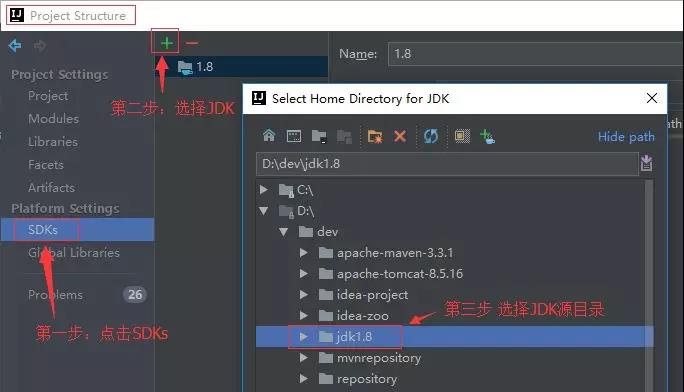 Project Structure
Project Settings
Project
Modules
Libraries
Facets
Artifacts
Platform Settings
SDKs
Global Libraries
Problems
26
第一步：点击SDKs
1.8
第二步：选择JDK
Name:
1.8
Select Home Directory for JDK
Hide path
D:\dev\jdk1.8
C:\
D:\
dev
apache-maven-3.3.1
apache-tomcat-8.5.16
idea-project
idea-zoo
第三步 选择JDK源目录
jdk1.8
mvnrepository
repository